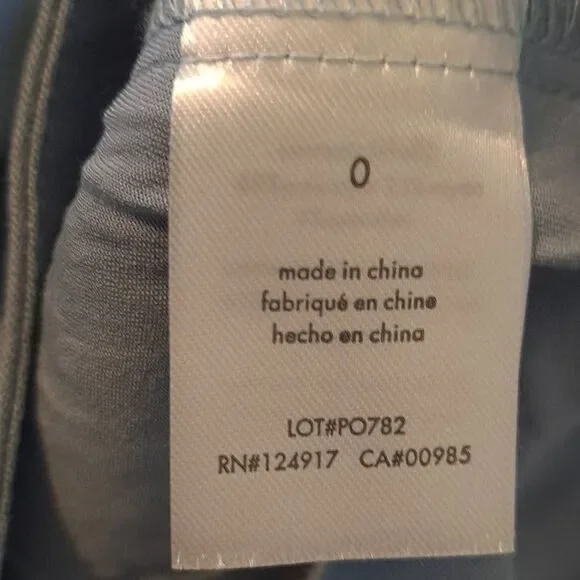 0
made in china
fabriqué en chine
hecho en china
LOT#PO782
RN#124917 CA#00985